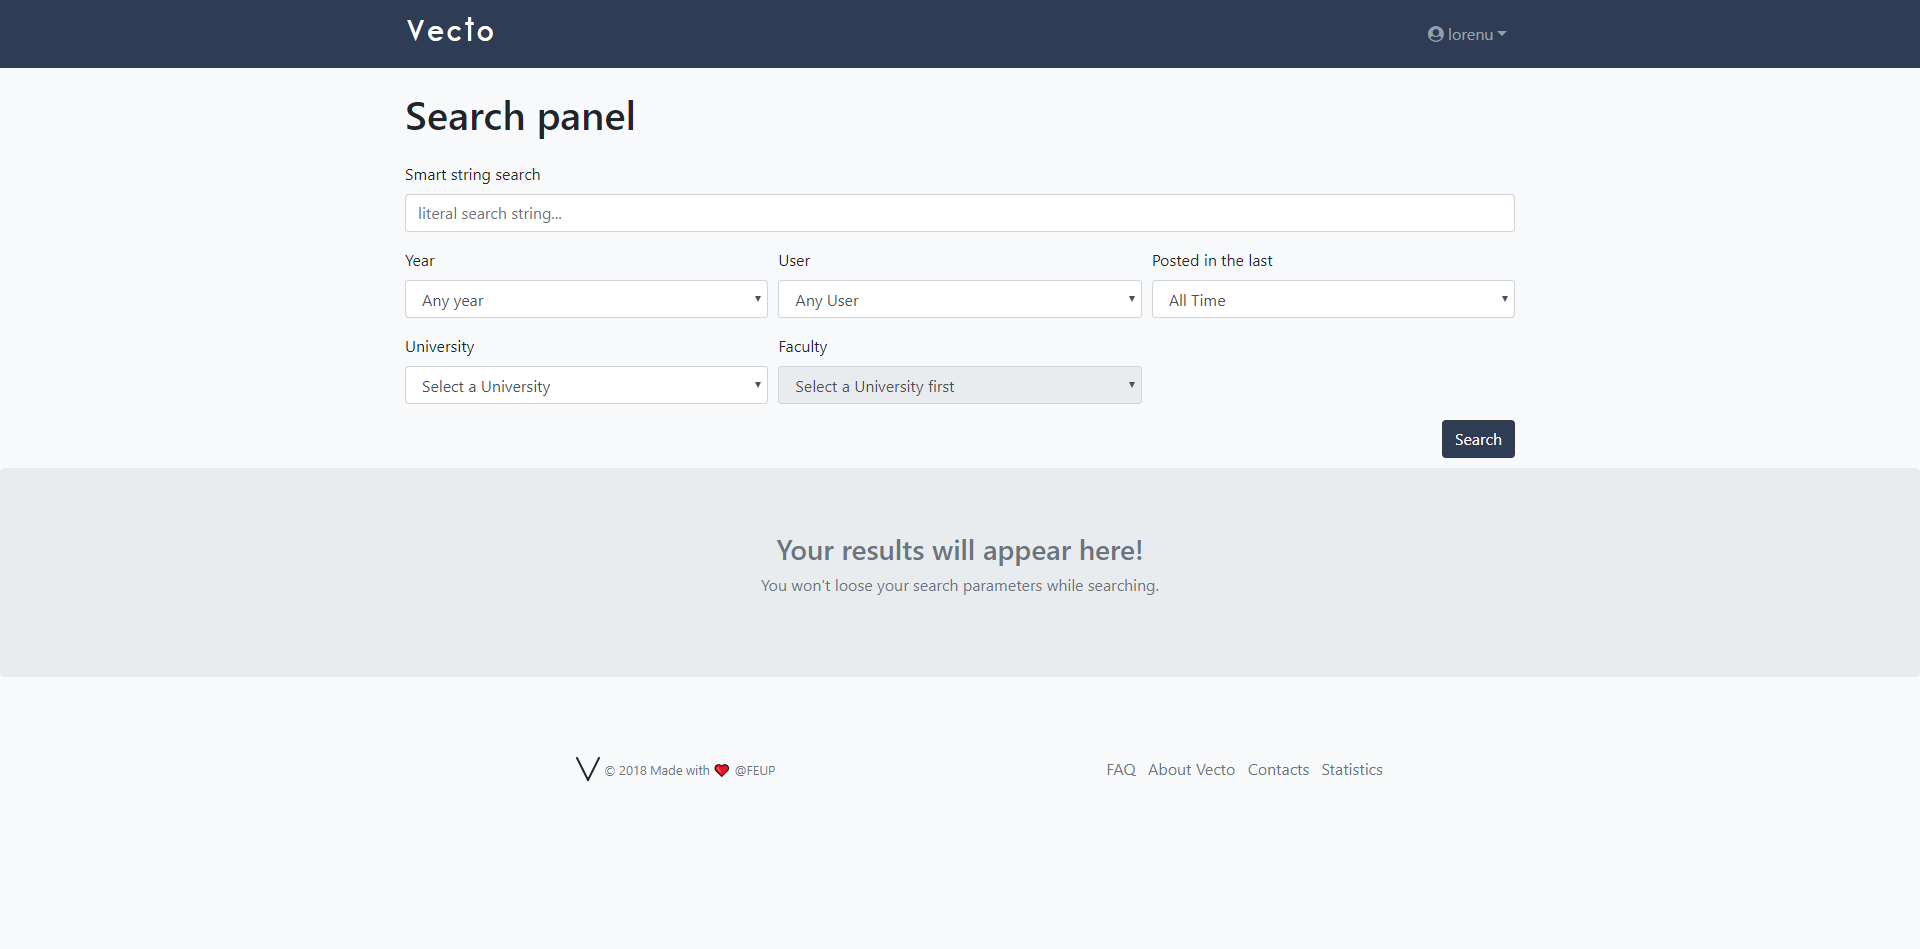 Vecto
lorenu
Search panel
Smart string search
literal search string...
Year User Posted in the last
Any year Any User All Time
University Faculty
Select a University Select a University first
Search
Your results will appear here!
You won't loose your search parameters while searching.
© 2018 Made with ❤ @FEUP FAQ About Vecto Contacts Statistics